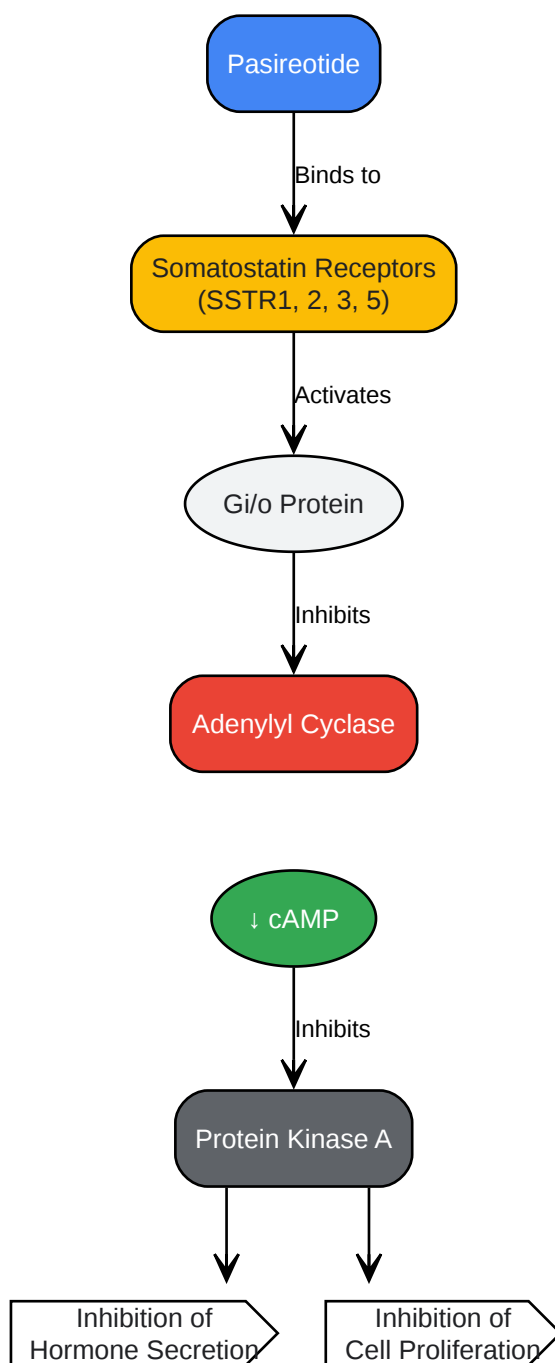 Pasireotide
Binds to
Somatostatin Receptors
(SSTR1, 2, 3, 5)
Activates
Gi/o Protein
Inhibits
Adenylyl Cyclase
↓ cAMP
Inhibits
Protein Kinase A
Inhibition of
Hormone Secretion
Inhibition of
Cell Proliferation